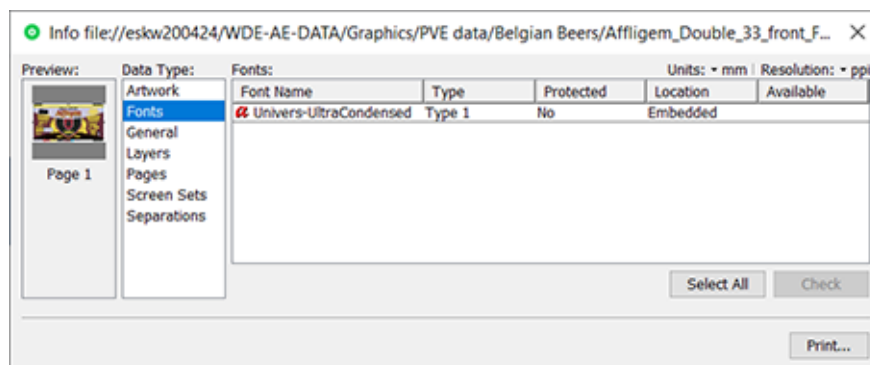 Info file://eskw200424/WDE-AE-DATA/Graphics/PVE data/Belgian Beers/Affligem_Double_33_front_F...
Preview:
Page 1
Data Type:
Artwork
Fonts
General
Layers
Pages
Screen Sets
Separations
Fonts:
Units: mm Resolution: ppi
Font Name Type Protected Location Available
Univers-UltraCondensed Type 1 No Embedded
Select All Check
Print...